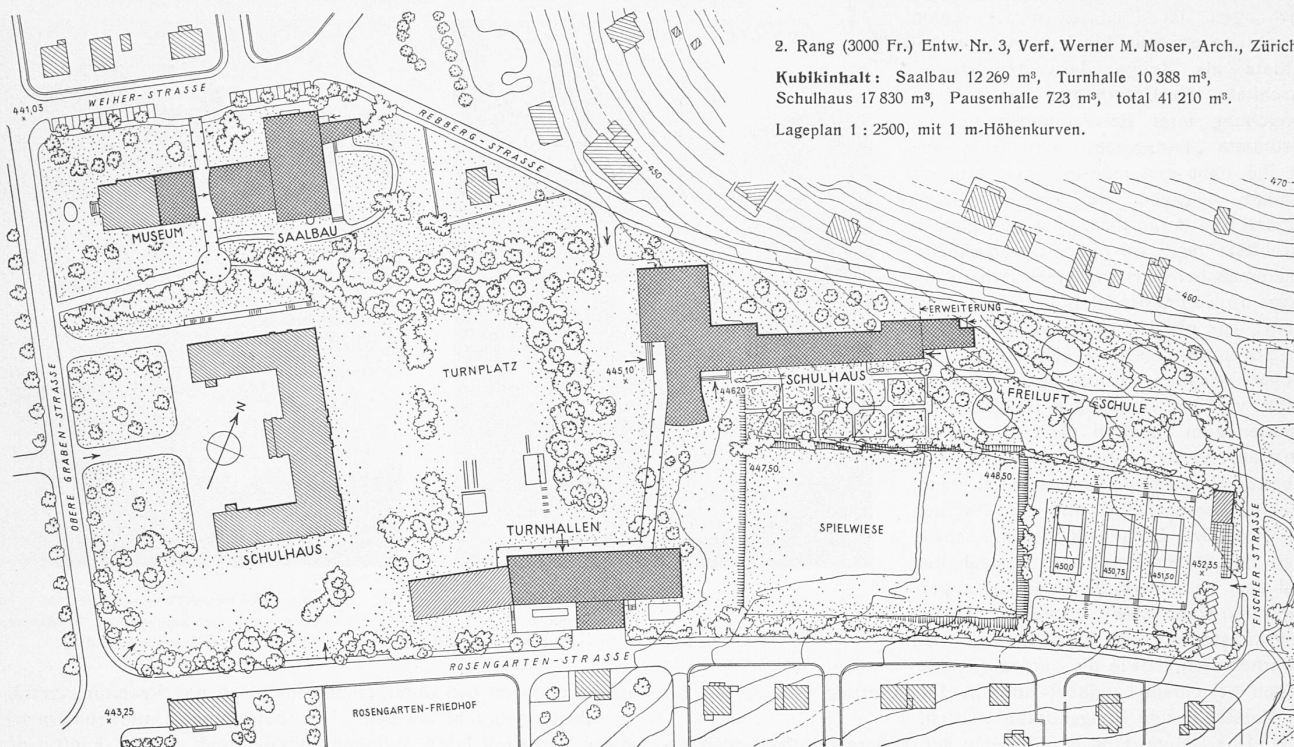 2. Rang (3000 Fr.) Entw. Nr. 3, Verf. Werner M. Moser, Arch., Zürich
Kubikinhalt: Saalbau 12 269 m³, Turnhalle 10 388 m³,
Schulhaus 17 830 m³, Pausenhalle 723 m³, total 41 210 m³.
Lageplan 1 : 2500, mit 1 m-Höhenkurven.
441,03
WEIHER-STRASSE
REBBERG-STRASSE
450
470
460
MUSEUM
SAALBAU
ERWEITERUNG
TURNPLATZ
445,10
SCHULHAUS
FREILUFT-SCHULE
N
OBERE GRABEN-STRASSE
447,50.
448,50.
SPIELWIESE
TURNHALLEN
SCHULHAUS
450,0
450,75
451,50
452,35
FISCHER-STRASSE
ROSENGARTEN-STRASSE
ROSENGARTEN-FRIEDHOF
443,25